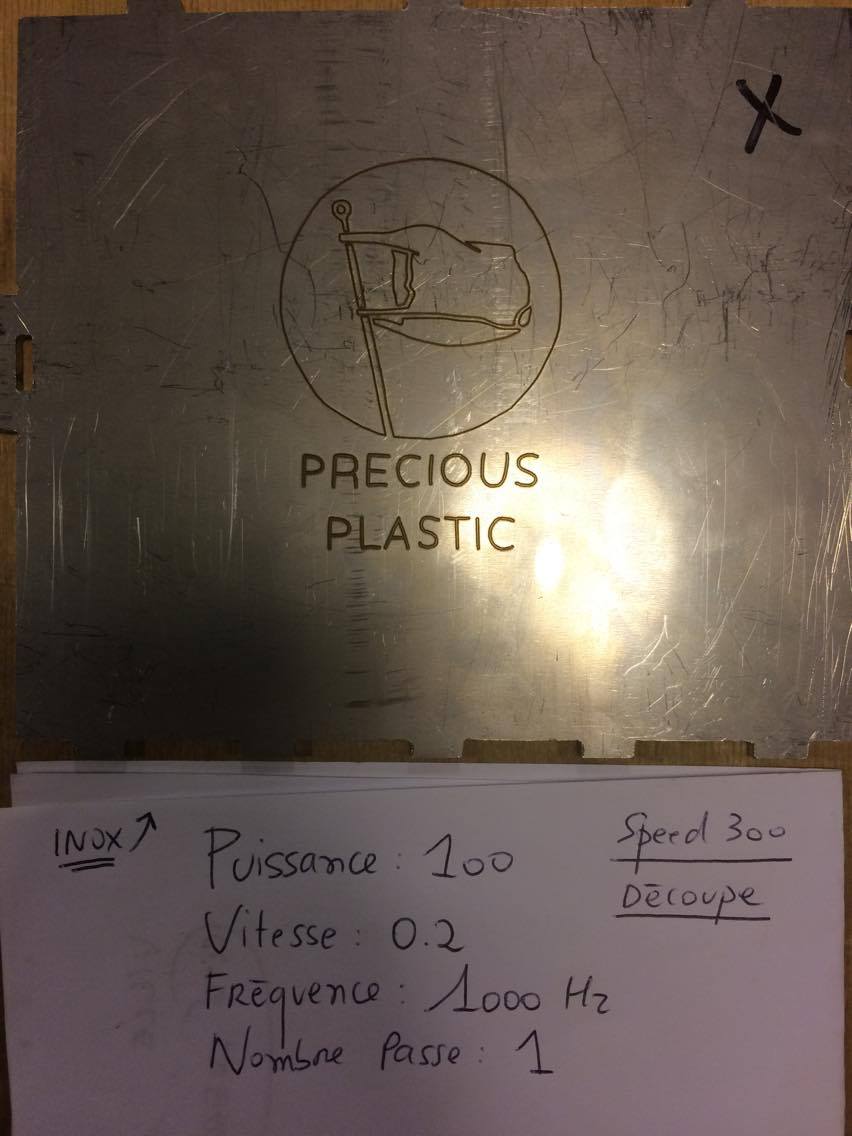 X
PRECIOUS
PLASTIC
INOX
Puissance : 100
Vitesse : 0.2
Fréquence : 1000 Hz
Nombre Passe : 1
Speed 300
Découpe